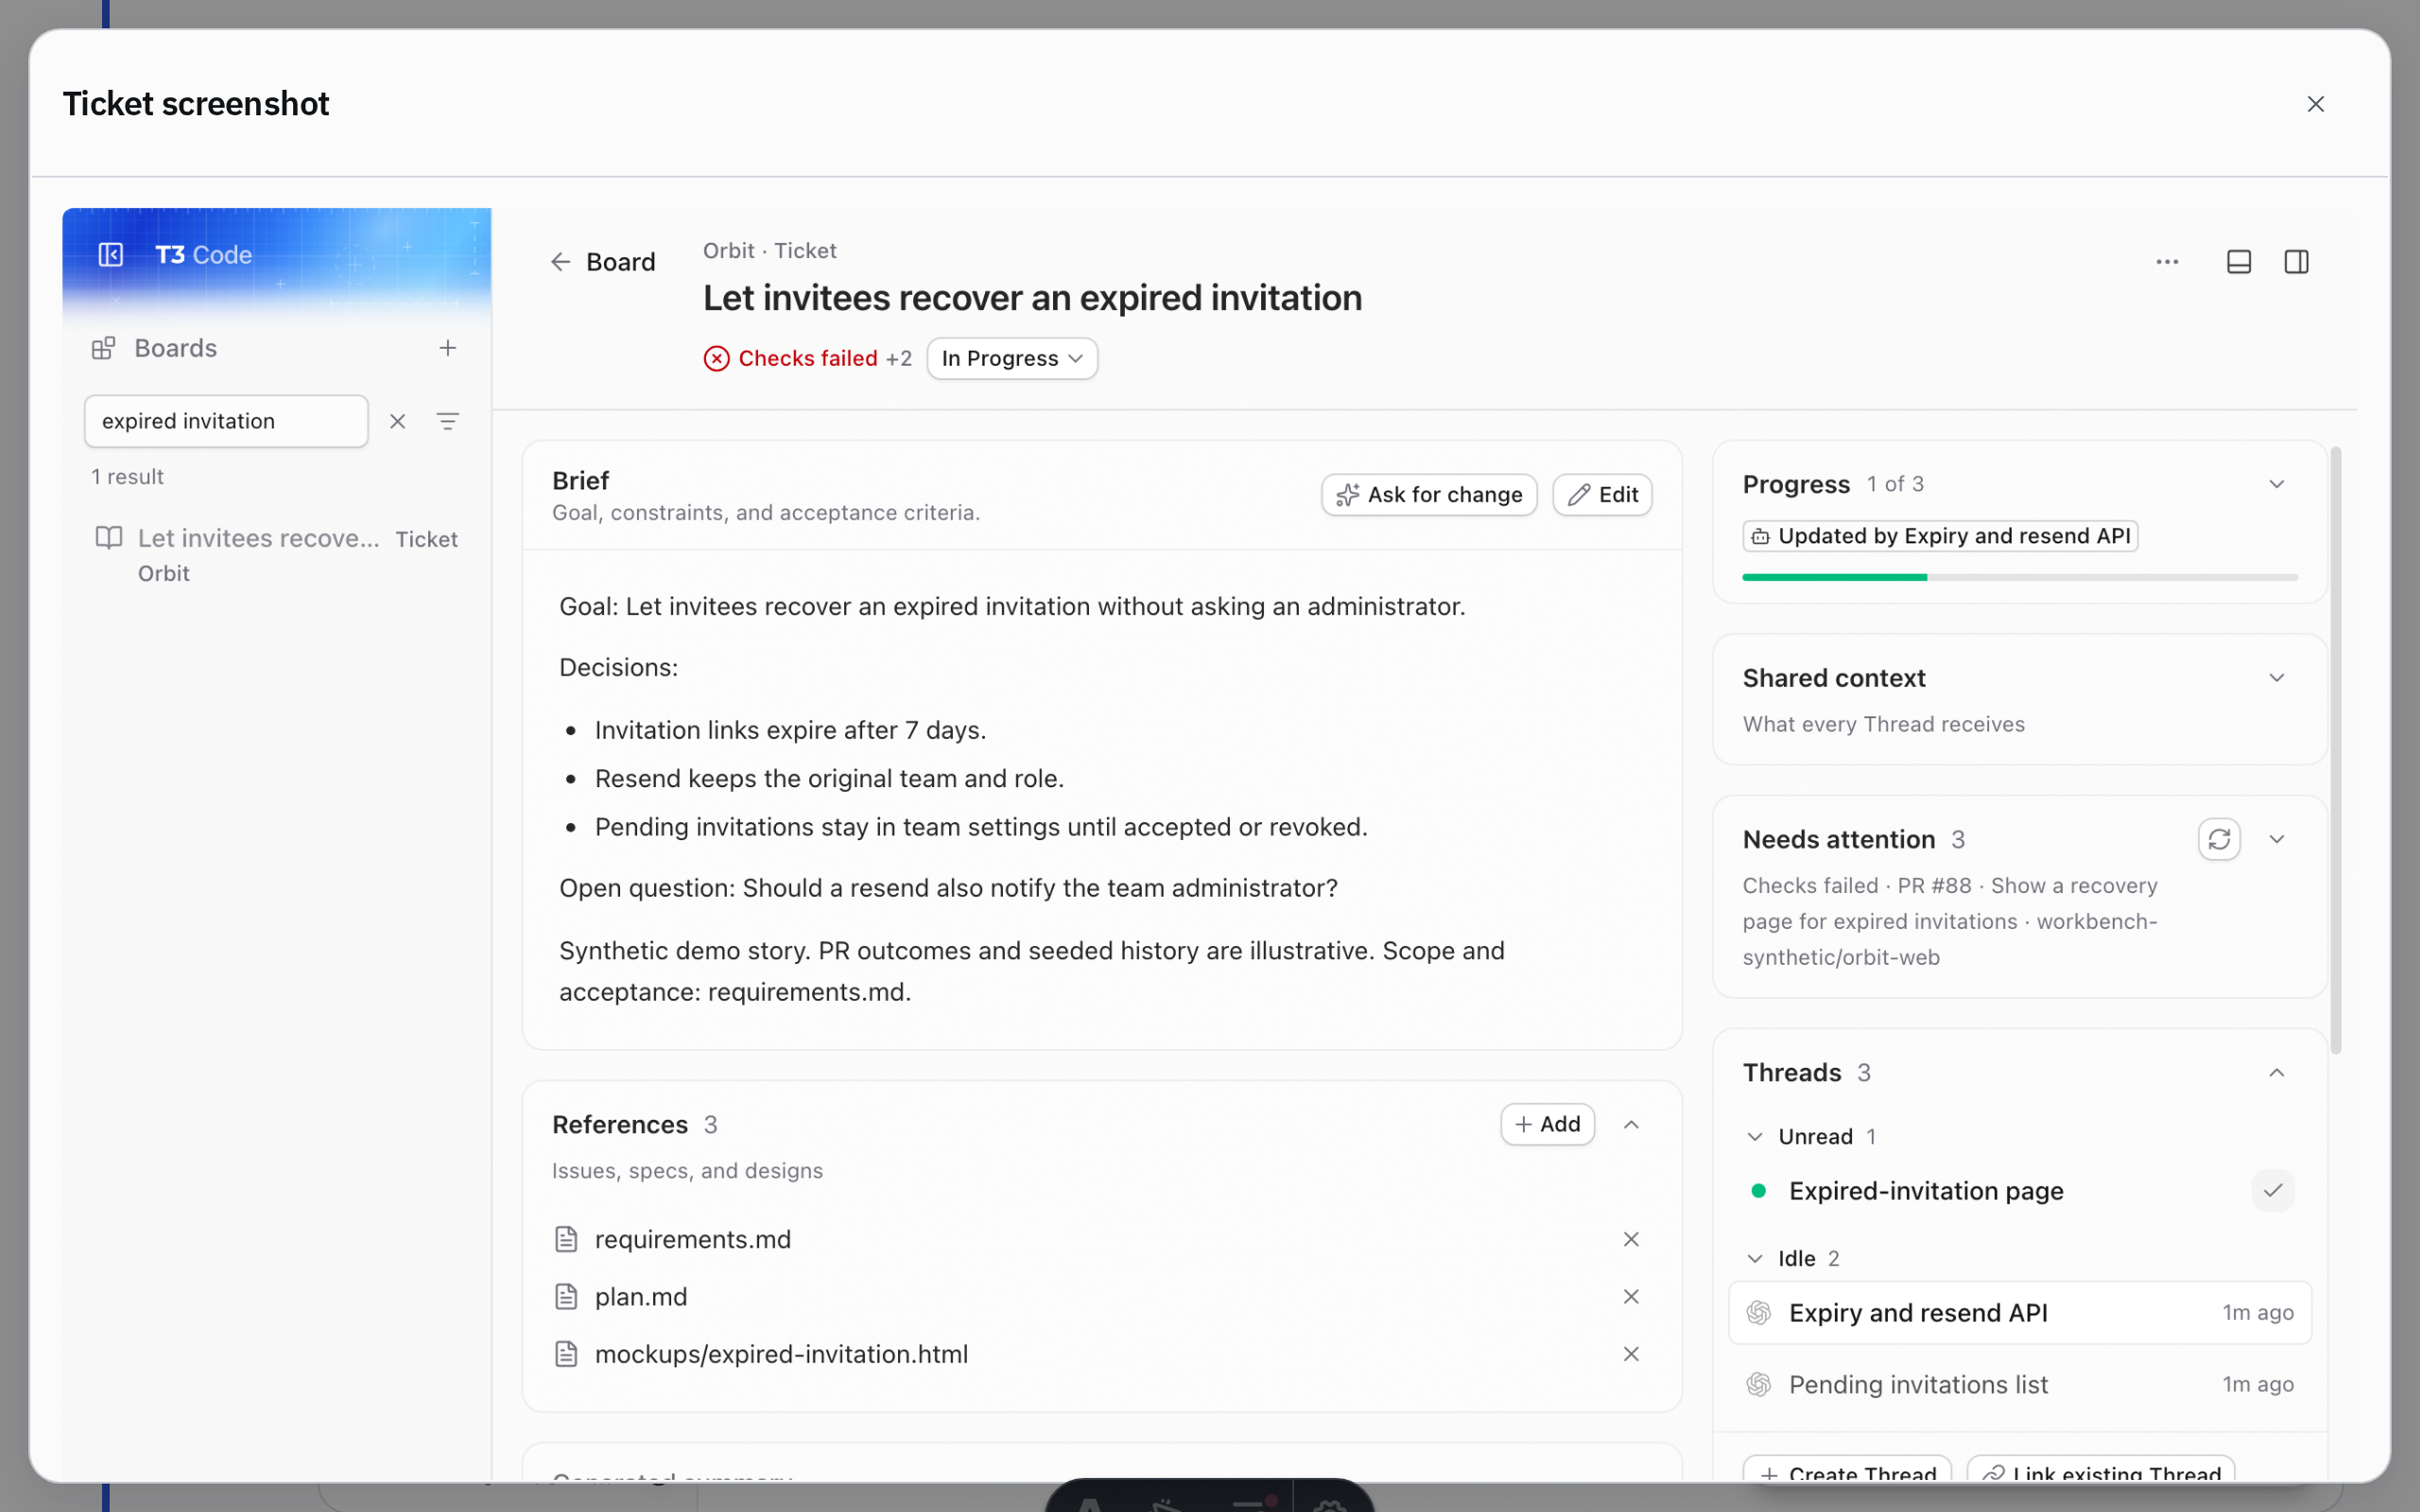 Ticket screenshot
T3 Code
Boards
expired invitation
1 result
Let invitees recove... Ticket
Orbit
Board
Orbit · Ticket
Let invitees recover an expired invitation
Checks failed +2 In Progress
Brief
Goal, constraints, and acceptance criteria.
Ask for change Edit
Goal: Let invitees recover an expired invitation without asking an administrator.
Decisions:
• Invitation links expire after 7 days.
• Resend keeps the original team and role.
• Pending invitations stay in team settings until accepted or revoked.
Open question: Should a resend also notify the team administrator?
Synthetic demo story. PR outcomes and seeded history are illustrative. Scope and
acceptance: requirements.md.
References 3
Add
Issues, specs, and designs
requirements.md
plan.md
mockups/expired-invitation.html
Generated summary
Progress 1 of 3
Updated by Expiry and resend API
Shared context
What every Thread receives
Needs attention 3
Checks failed · PR #88 · Show a recovery
page for expired invitations · workbench-
synthetic/orbit-web
Threads 3
Unread 1
Expired-invitation page
Idle 2
Expiry and resend API 1m ago
Pending invitations list 1m ago
Create Thread Link existing Thread